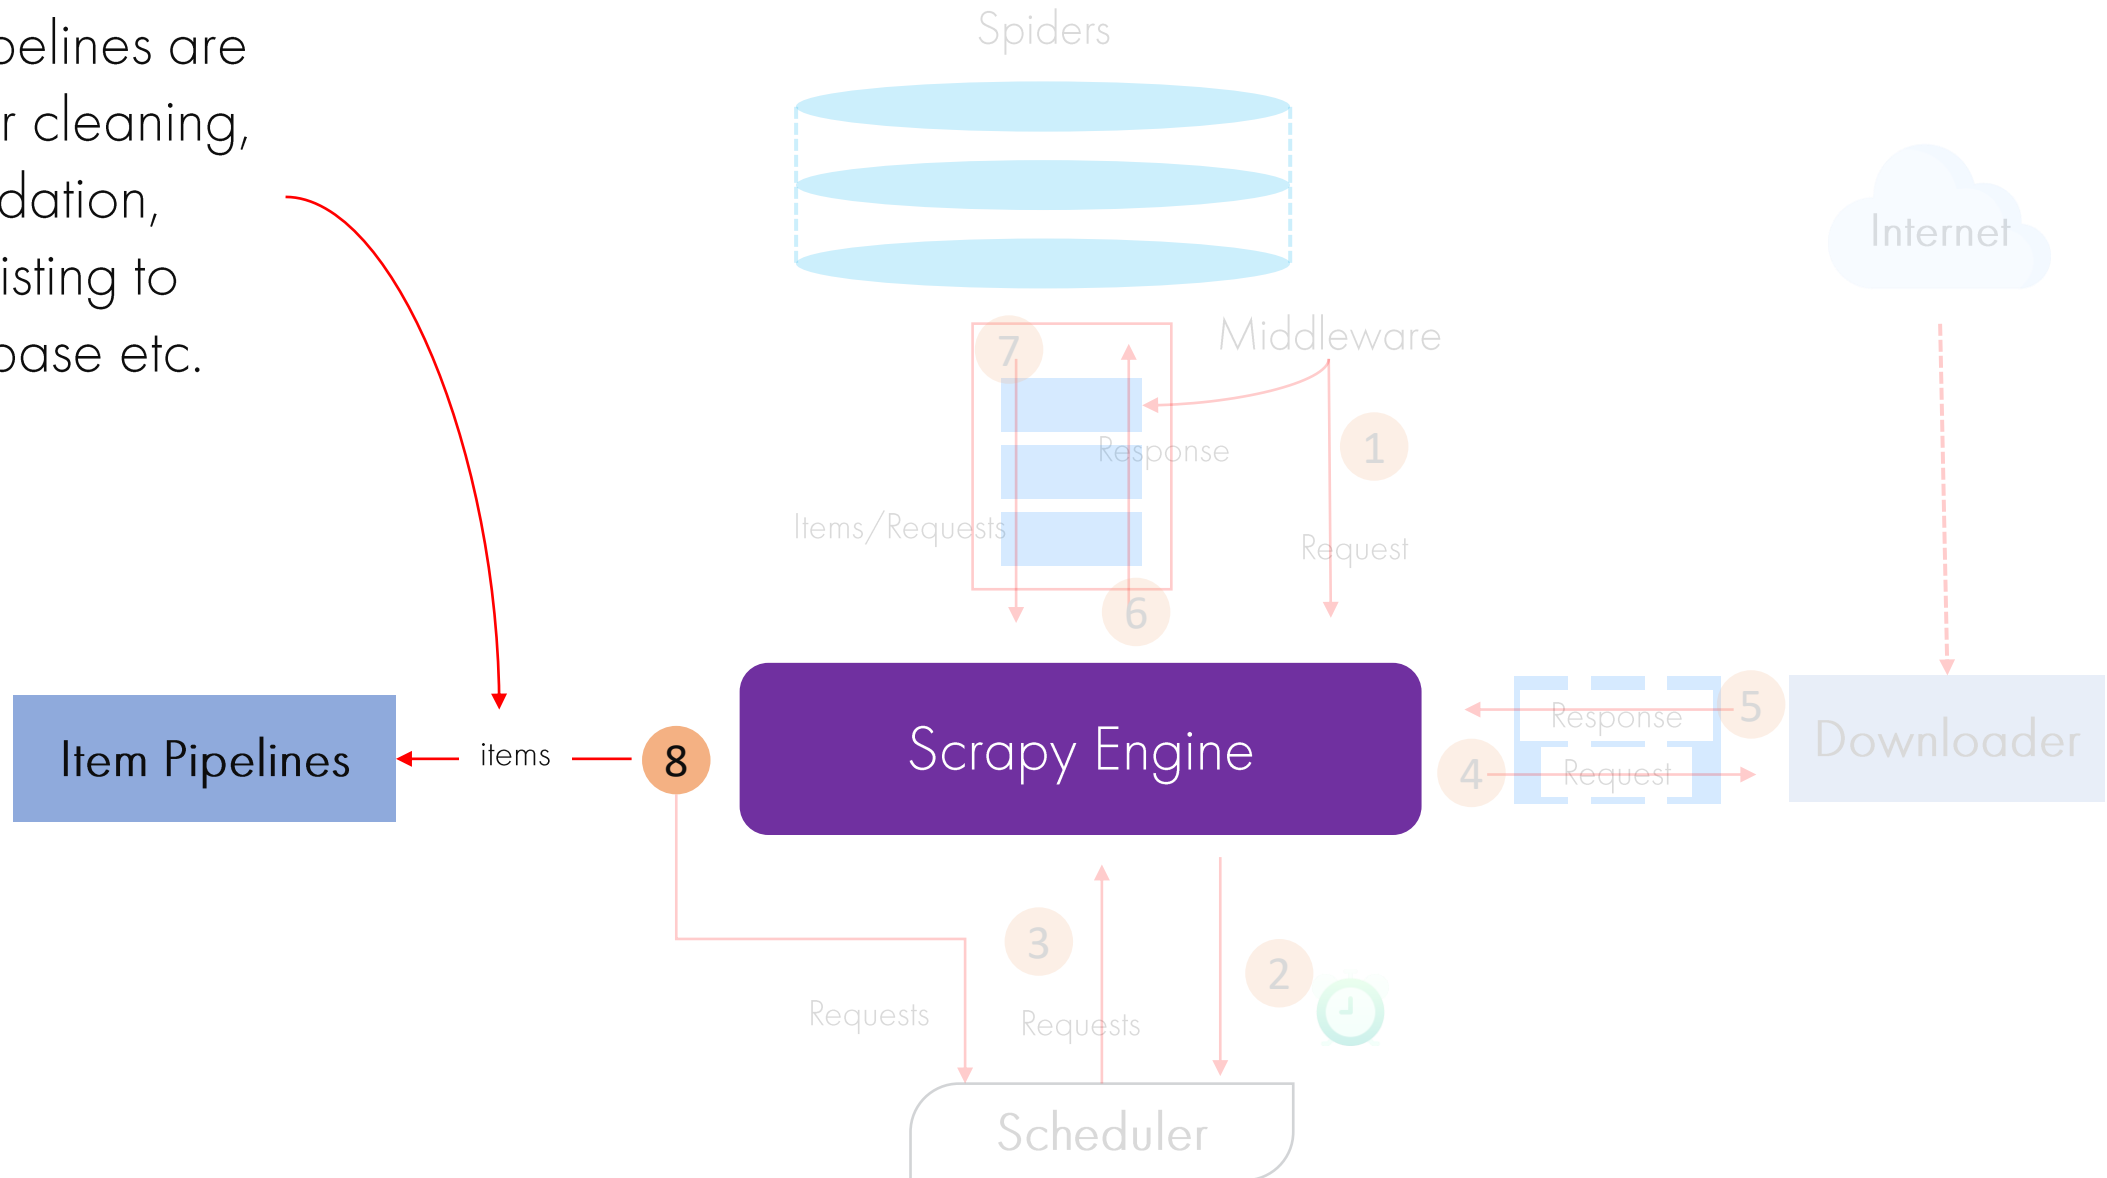 pelines are
r cleaning,
dation,
isting to
base etc.
Spiders
Internet
7
Middleware
1
Response
Items/Requests
Request
6
Item Pipelines
items
8
Scrapy Engine
Response
5
4
Request
Downloader
3
2
Requests
Requests
Scheduler